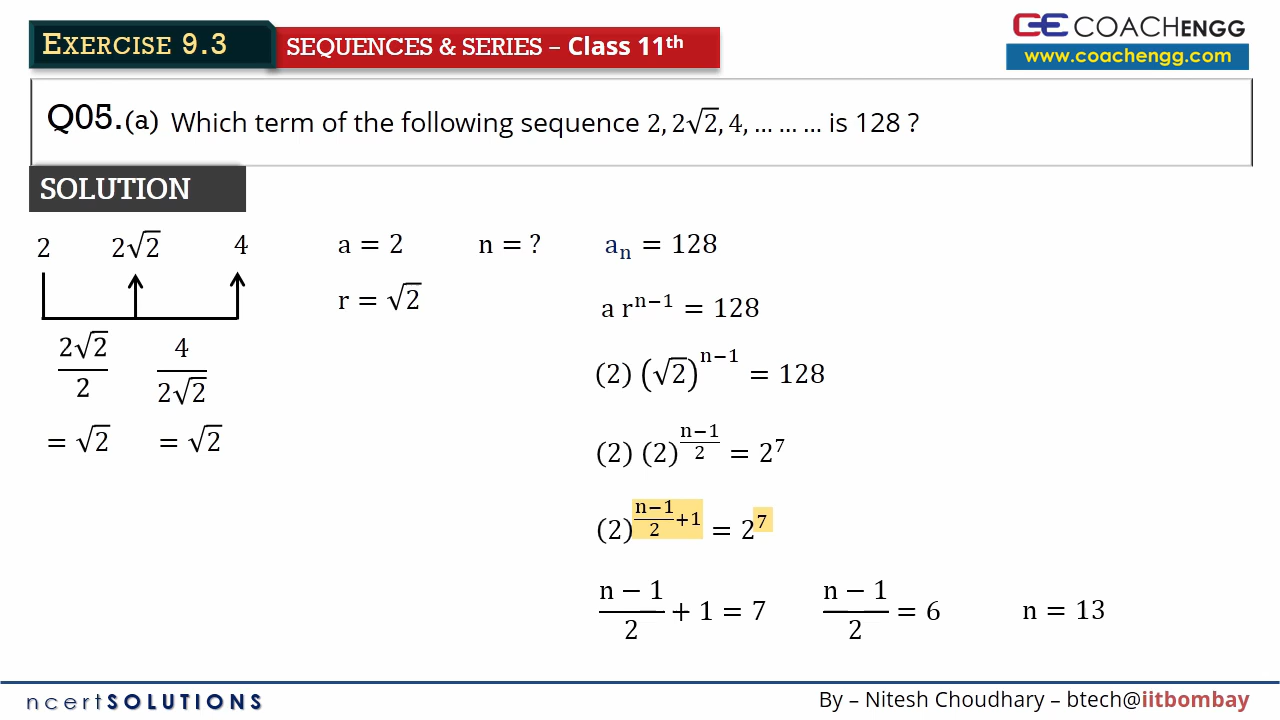 EXERCISE 9.3
SEQUENCES & SERIES – Class 11ᵗʰ
CE COACHENGG
www.coachengg.com
Q05.(a) Which term of the following sequence 2, 2√2, 4, … … … is 128 ?
SOLUTION
2 2√2 4
2√2/2 4/(2√2)
= √2 = √2
a = 2 n = ? aₙ = 128
r = √2
a rⁿ⁻¹ = 128
(2) (√2)ⁿ⁻¹ = 128
(2) (2)^((n−1)/2) = 2⁷
(2)^((n−1)/2 +1) = 2⁷
(n − 1)/2 + 1 = 7 (n − 1)/2 = 6 n = 13
ncertSOLUTIONS
By – Nitesh Choudhary – btech@iitbombay